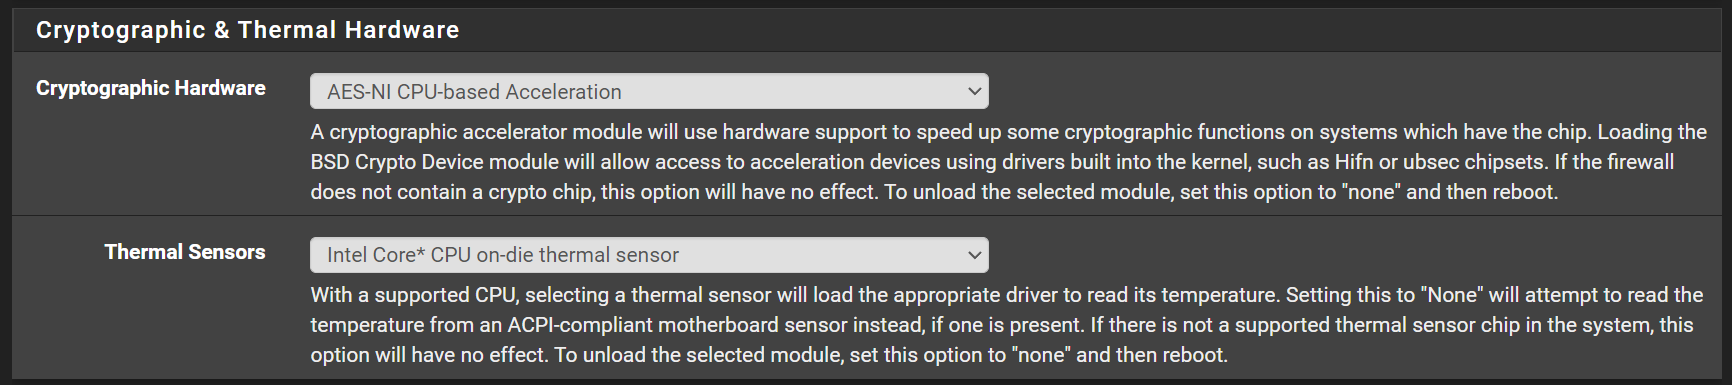 Cryptographic & Thermal Hardware
Cryptographic Hardware
AES-NI CPU-based Acceleration
A cryptographic accelerator module will use hardware support to speed up some cryptographic functions on systems which have the chip. Loading the
BSD Crypto Device module will allow access to acceleration devices using drivers built into the kernel, such as Hifn or ubsec chipsets. If the firewall
does not contain a crypto chip, this option will have no effect. To unload the selected module, set this option to "none" and then reboot.
Thermal Sensors
Intel Core* CPU on-die thermal sensor
With a supported CPU, selecting a thermal sensor will load the appropriate driver to read its temperature. Setting this to "None" will attempt to read the
temperature from an ACPI-compliant motherboard sensor instead, if one is present. If there is not a supported thermal sensor chip in the system, this
option will have no effect. To unload the selected module, set this option to "none" and then reboot.